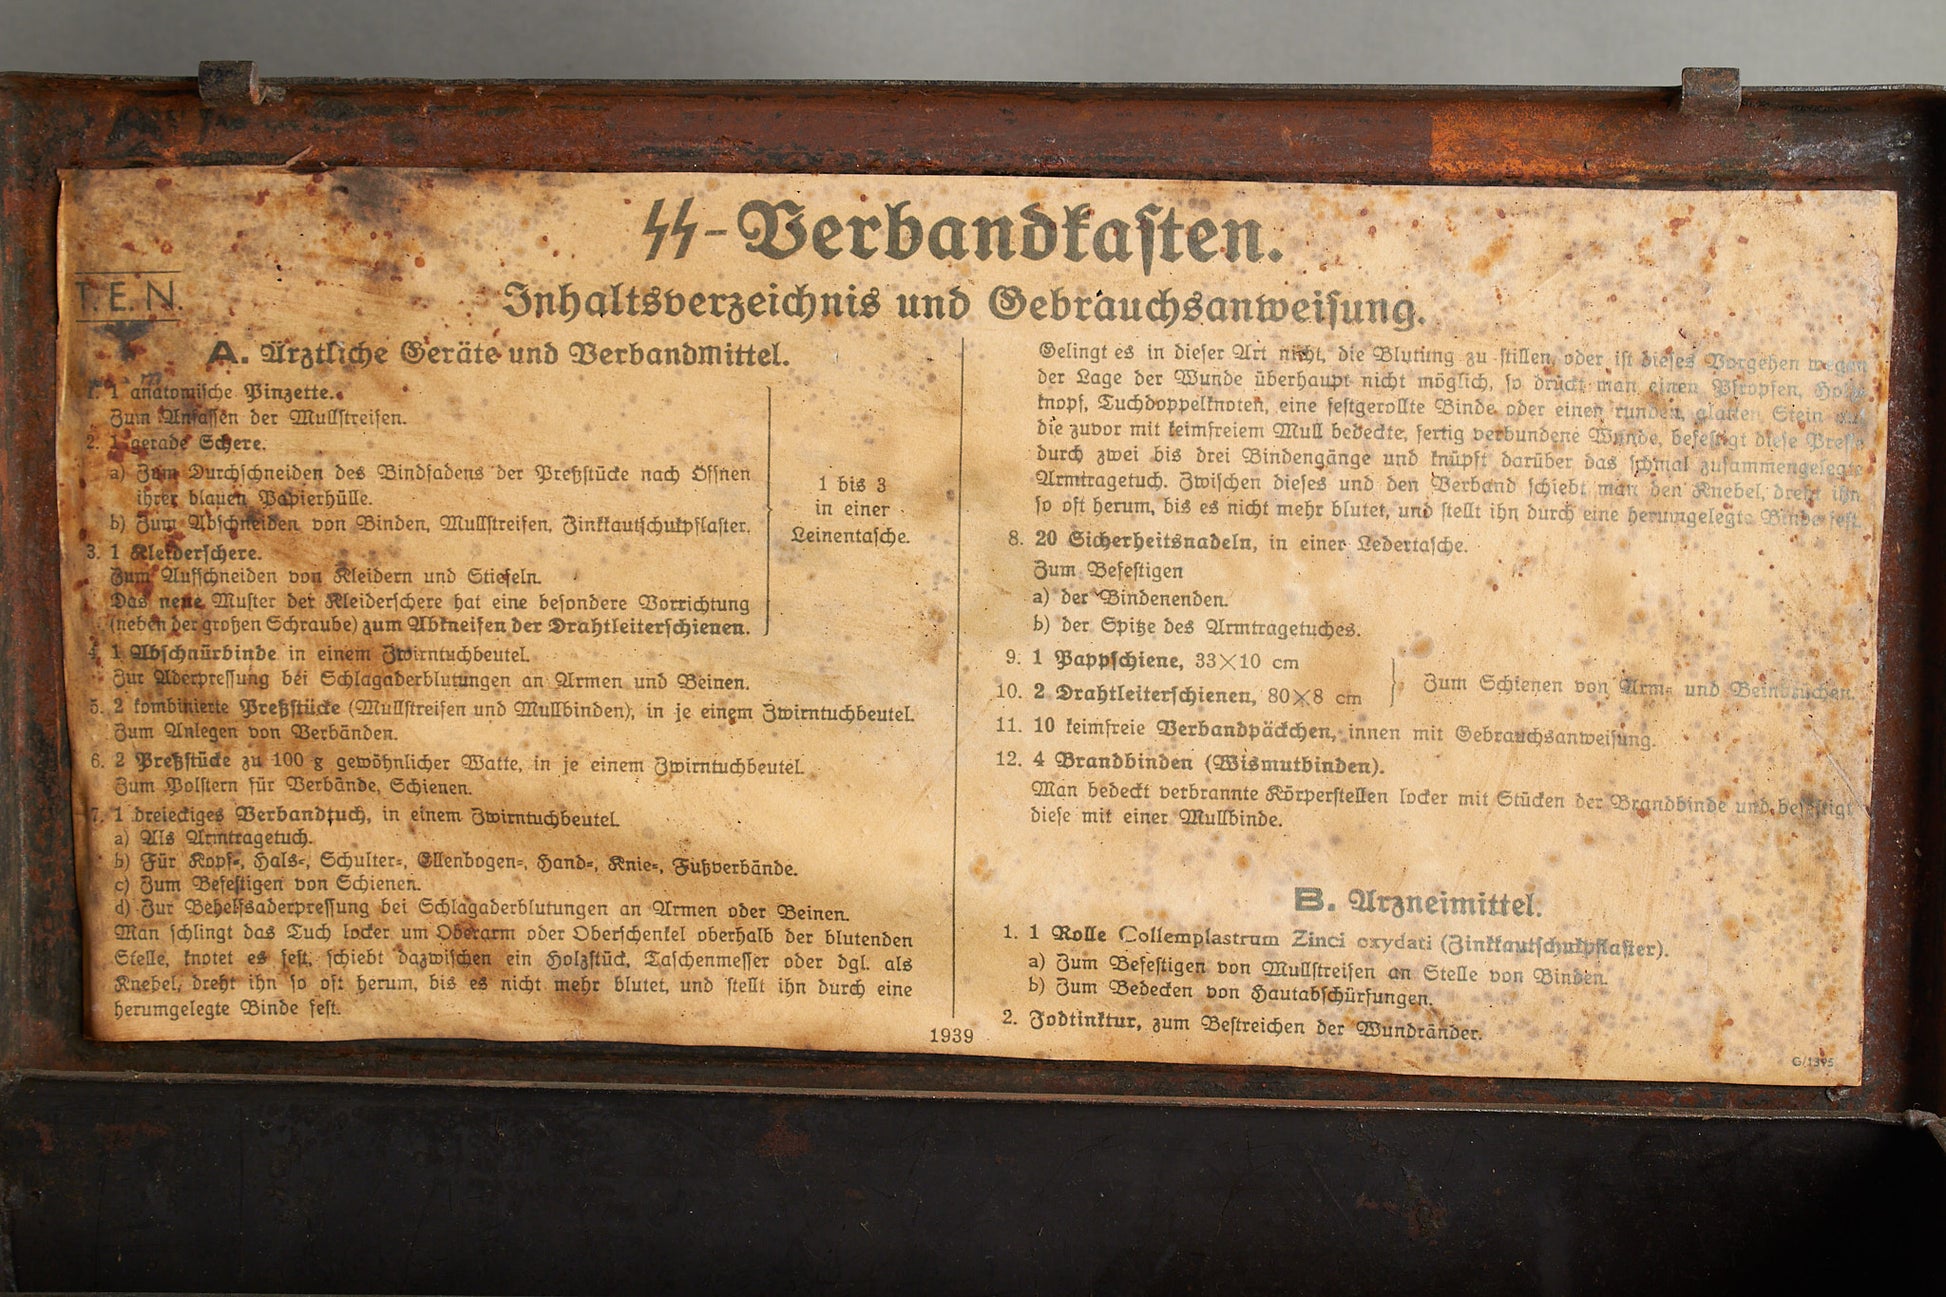 SS-Verbandkasten.
Inhaltsverzeichnis und Gebrauchsanweisung.
T. E. N.
A. Ärztliche Geräte und Verbandmittel.
1. 1 anatomische Pinzette.
Zum Anfassen der Mullstreifen.
2. 1 gerade Schere.
a) Zum Durchschneiden des Bindfadens der Preßstücke nach Öffnen
ihrer blauen Papierhülle.
b) Zum Abschneiden von Binden, Mullstreifen, Zinkkautschukpflaster.
3. 1 Kleiderschere.
Zum Aufschneiden von Kleidern und Stiefeln.
Das neue Muster der Kleiderschere hat eine besondere Vorrichtung
(neben der großen Schraube) zum Abkneifen der Drahtleiterschienen.
1 bis 3
in einer
Leinentasche.
4. 1 Abschnürbinde in einem Zwirntuchbeutel.
Zur Aderpressung bei Schlagaderblutungen an Armen und Beinen.
5. 2 kombinierte Preßstücke (Mullstreifen und Mullbinden), in je einem Zwirntuchbeutel.
Zum Anlegen von Verbänden.
6. 2 Preßstücke zu 100 g gewöhnlicher Watte, in je einem Zwirntuchbeutel.
Zum Polstern für Verbände, Schienen.
7. 1 dreieckiges Verbandtuch, in einem Zwirntuchbeutel.
a) Als Armtragetuch.
b) Für Kopf-, Hals-, Schulter-, Ellenbogen-, Hand-, Knie-, Fußverbände.
c) Zum Befestigen von Schienen.
d) Zur Behelfsaderpressung bei Schlagaderblutungen an Armen oder Beinen.
Man schlingt das Tuch locker um Oberarm oder Oberschenkel oberhalb der blutenden
Stelle, knotet es fest, schiebt dazwischen ein Holzstück, Taschenmesser oder dgl. als
Knebel, dreht ihn so oft herum, bis es nicht mehr blutet, und stellt ihn durch eine
herumgelegte Binde fest.
Gelingt es in dieser Art nicht, die Blutung zu stillen, oder ist dieses Vorgehen wegen
der Lage der Wunde überhaupt nicht möglich, so drückt man einen Pfropfen, Holz-
knopf, Tuchdoppelknoten, eine festgerollte Binde oder einen runden, glatten Stein auf
die zuvor mit keimfreiem Mull bedeckte, fertig verbundene Wunde, befestigt diese Presse
durch zwei bis drei Bindengänge und knüpft darüber das schmal zusammengelegte
Armtragetuch. Zwischen dieses und den Verband schiebt man den Knebel, dreht ihn
so oft herum, bis es nicht mehr blutet, und stellt ihn durch eine herumgelegte Binde fest.
8. 20 Sicherheitsnadeln, in einer Ledertasche.
Zum Befestigen
a) der Bindenenden.
b) der Spitze des Armtragetuches.
9. 1 Pappschiene, 33×10 cm
10. 2 Drahtleiterschienen, 80×8 cm
Zum Schienen von Arm- und Beinbrüchen.
11. 10 keimfreie Verbandpäckchen, innen mit Gebrauchsanweisung.
12. 4 Brandbinden (Wismutbinden).
Man bedeckt verbrannte Körperstellen locker mit Stücken der Brandbinde und befestigt
diese mit einer Mullbinde.
B. Arzneimittel.
1. 1 Rolle Collemplastrum Zinci oxydati (Zinkkautschukpflaster).
a) Zum Befestigen von Mullstreifen an Stelle von Binden.
b) Zum Bedecken von Hautabschürfungen.
2. Jodtinktur, zum Bestreichen der Wundränder.
1939
G/1395